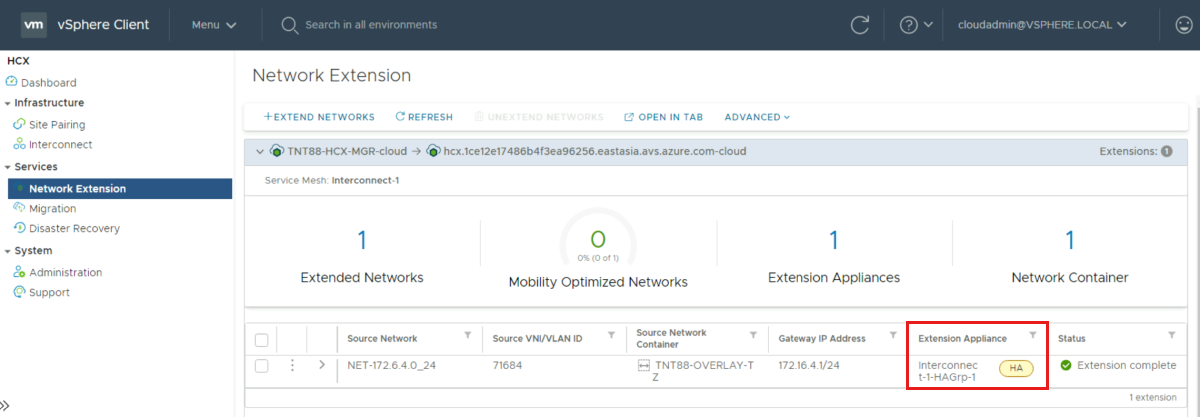 vm vSphere Client Menu Search in all environments cloudadmin@VSPHERE.LOCAL
HCX
Dashboard
Infrastructure
Site Pairing
Interconnect
Services
Network Extension
Migration
Disaster Recovery
System
Administration
Support
Network Extension
EXTEND NETWORKS REFRESH UNEXTEND NETWORKS OPEN IN TAB ADVANCED
TNT88-HCX-MGR-cloud → hcx.1ce12e17486b4f3ea96256.eastasia.avs.azure.com-cloud Extensions: 1
Service Mesh: Interconnect-1
1
Extended Networks
0
0% (0 of 1)
Mobility Optimized Networks
1
Extension Appliances
1
Network Container
Source Network Source VNI/VLAN ID Source Network Gateway IP Address Extension Appliance Status
Container
NET-172.6.4.0_24 71684 TNT88-OVERLAY-T 172.16.4.1/24 Interconnec HA Extension complete
Z t-1-HAGrp-1
1 extension